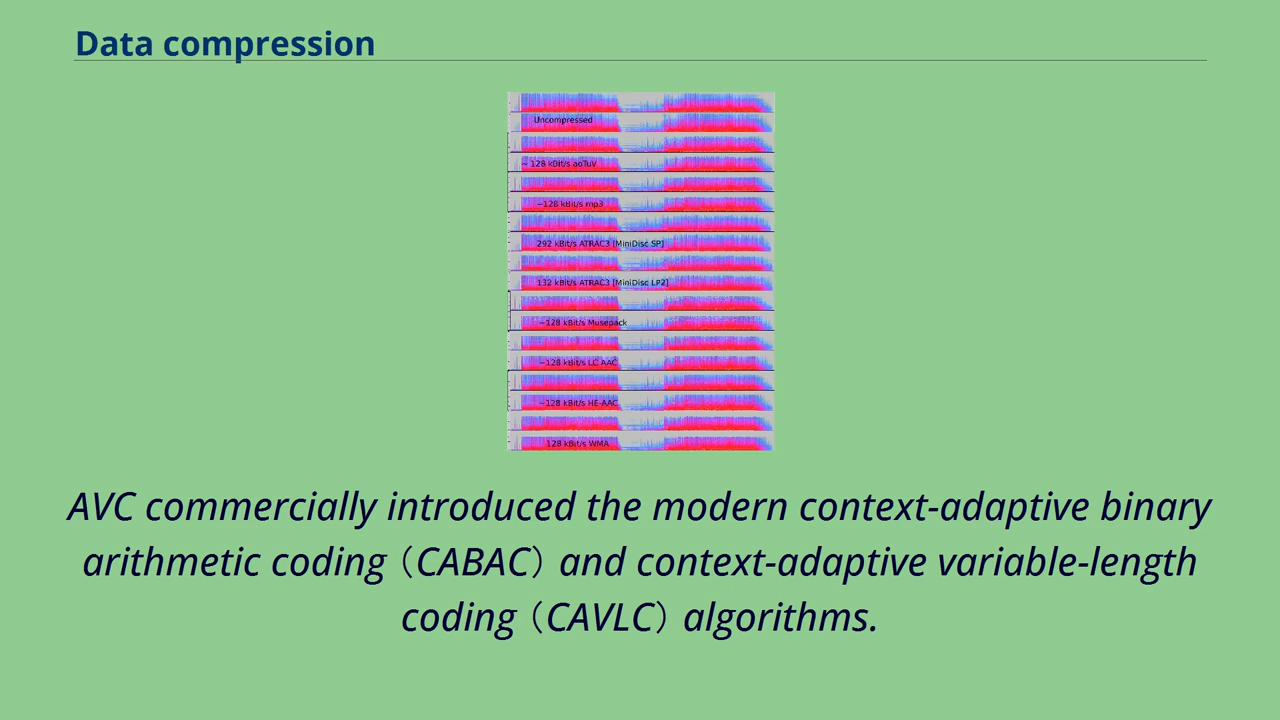 Data compression
Uncompressed
~ 128 kBit/s aoTuV
~128 kBit/s mp3
292 kBit/s ATRAC3 [MiniDisc SP]
132 kBit/s ATRAC3 [MiniDisc LP2]
~128 kBit/s Musepack
~128 kBit/s LC AAC
~128 kBit/s HE-AAC
128 kBit/s WMA
AVC commercially introduced the modern context-adaptive binary
arithmetic coding（CABAC）and context-adaptive variable-length
coding（CAVLC）algorithms.